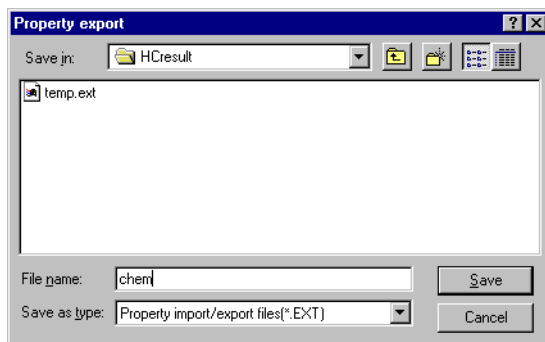 Property export
Save in: HCresult
temp.ext
File name: chem Save
Save as type: Property import/export files(*.EXT) Cancel